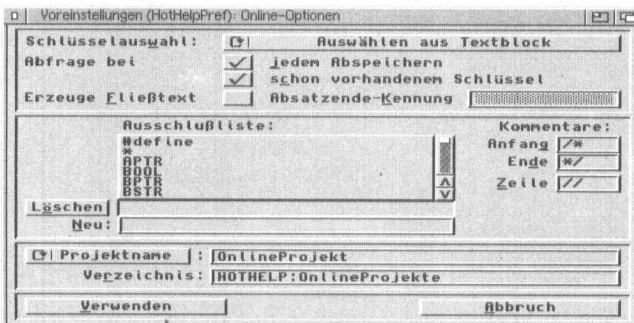 Voreinstellungen (HotHelpPref): Online-Optionen
Schlüsselauswahl: Auswählen aus Textblock
Abfrage bei jedem Abspeichern
schon vorhandenem Schlüssel
Erzeuge Fließtext Absatzende-Kennung
Ausschlußliste: Kommentare:
#define Anfang /*
*
APTR Ende */
BOOL
BPTR Zeile //
BSTR
Löschen
Neu:
Projektname : OnlineProjekt
Verzeichnis: HOTHELP:OnlineProjekte
Verwenden Abbruch